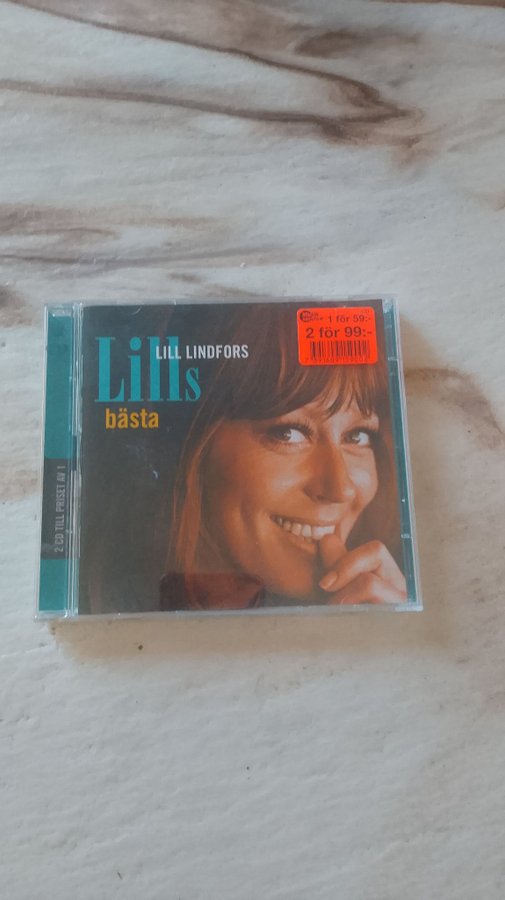 LILL LINDFORS
Lills
bästa
1 för 59:-
2 för 99:-
2 CD TILL PRISET AV 1